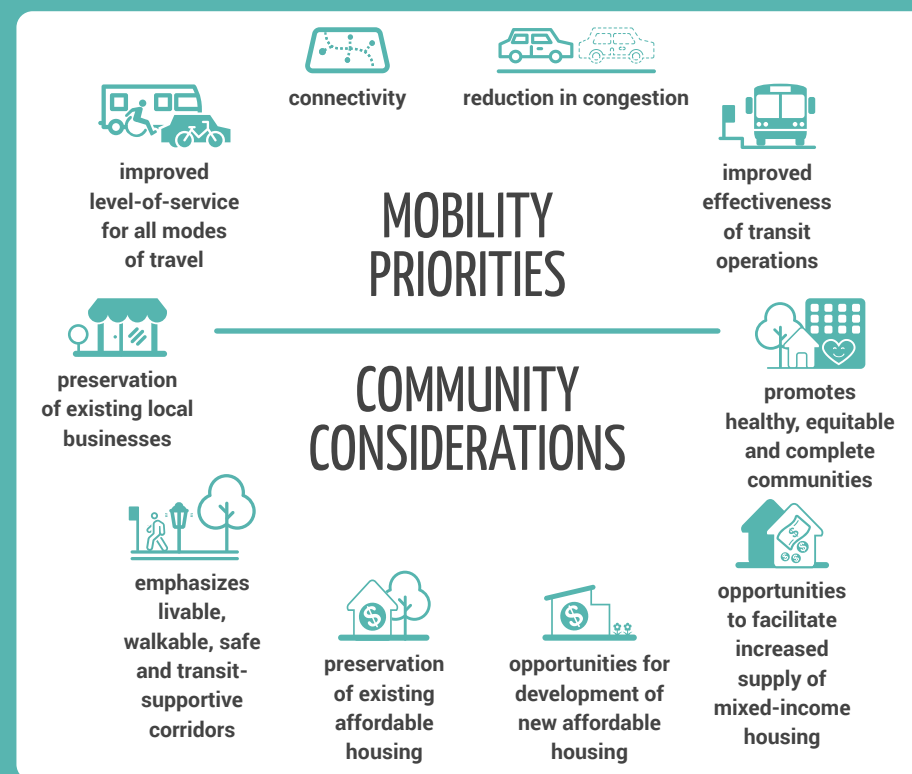 connectivity
reduction in congestion
improved
level-of-service
for all modes
of travel
improved
effectiveness
of transit
operations
MOBILITY
PRIORITIES
COMMUNITY
CONSIDERATIONS
preservation
of existing local
businesses
promotes
healthy, equitable
and complete
communities
emphasizes
livable,
walkable, safe
and transit-
supportive
corridors
preservation
of existing
affordable
housing
opportunities for
development of
new affordable
housing
opportunities
to facilitate
increased
supply of
mixed-income
housing